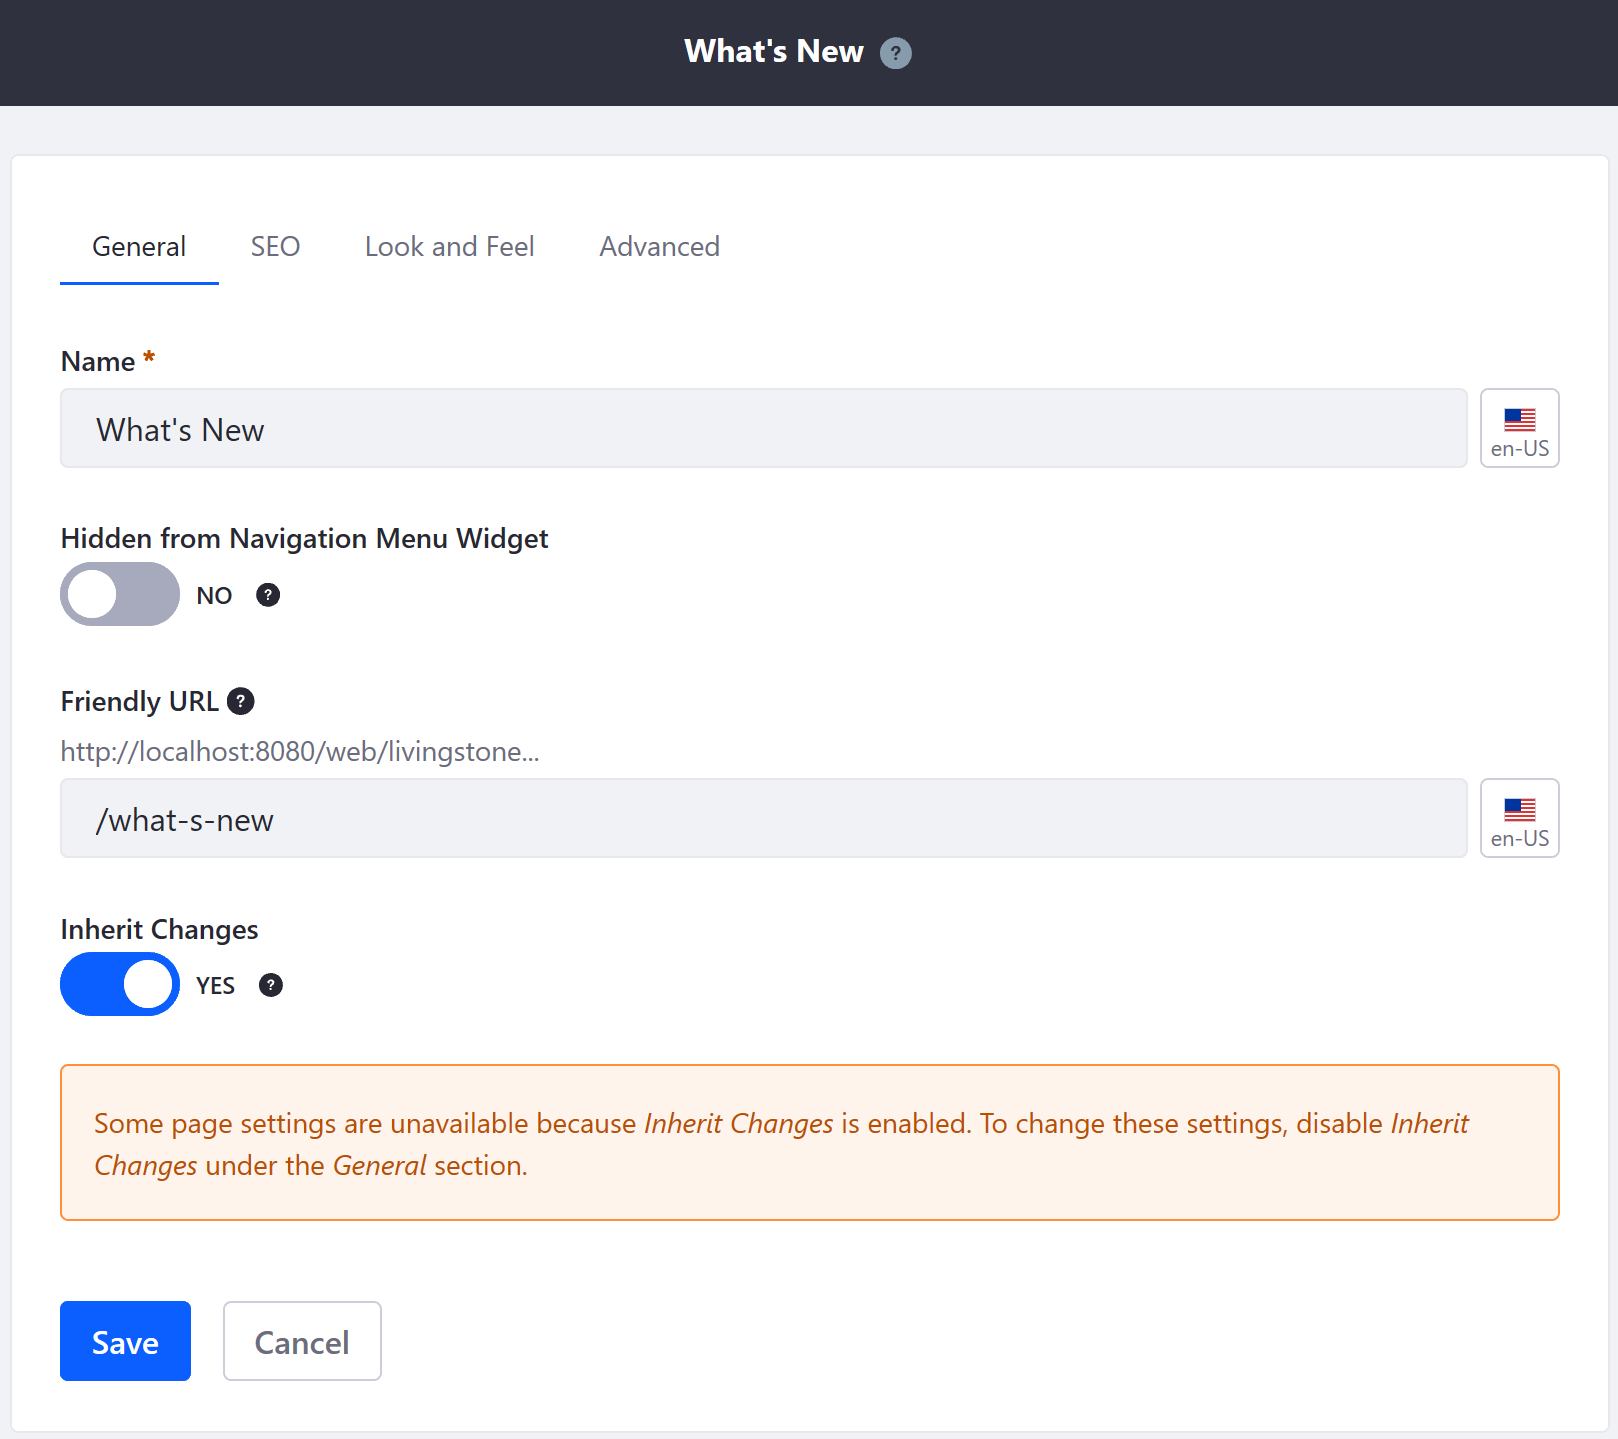 What's New ?
General SEO Look and Feel Advanced
Name *
What's New
en-US
Hidden from Navigation Menu Widget
NO ?
Friendly URL ?
http://localhost:8080/web/livingstone...
/what-s-new
en-US
Inherit Changes
YES ?
Some page settings are unavailable because Inherit Changes is enabled. To change these settings, disable Inherit
Changes under the General section.
Save Cancel